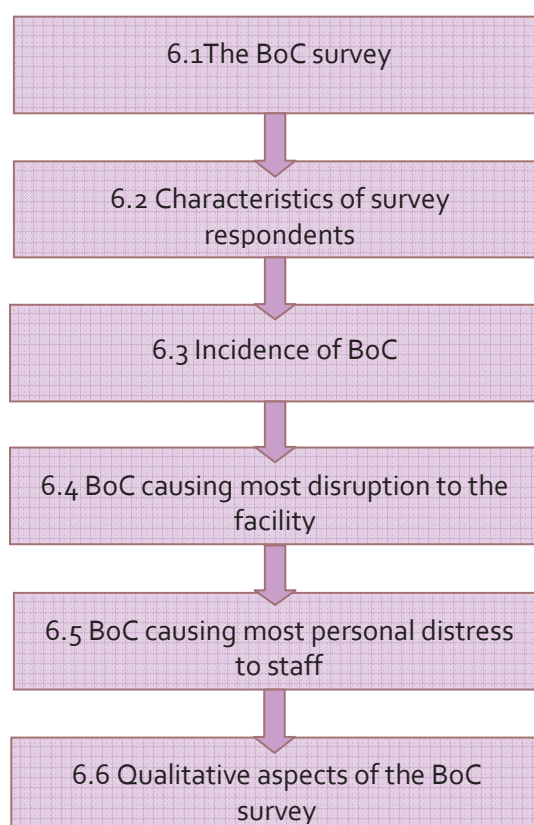 6.1The BoC survey
6.2 Characteristics of survey
respondents
6.3 Incidence of BoC
6.4 BoC causing most disruption to the
facility
6.5 BoC causing most personal distress
to staff
6.6 Qualitative aspects of the BoC
survey